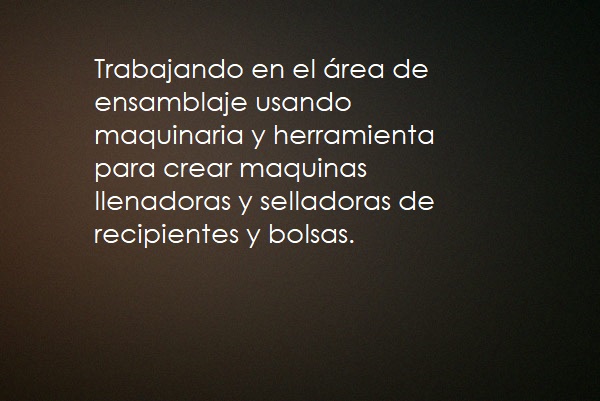 Trabajando en el área de
ensamblaje usando
maquinaria y herramienta
para crear maquinas
llenadoras y selladoras de
recipientes y bolsas.